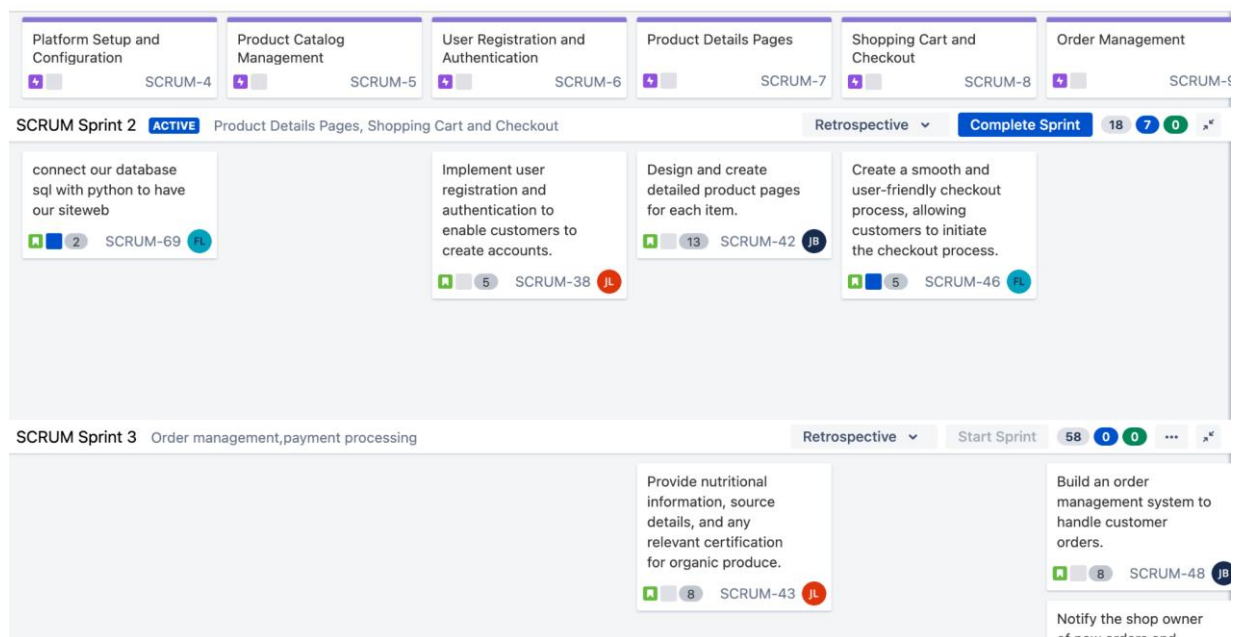 Platform Setup and
Configuration
SCRUM-4
Product Catalog
Management
SCRUM-5
User Registration and
Authentication
SCRUM-6
Product Details Pages
SCRUM-7
Shopping Cart and
Checkout
SCRUM-8
Order Management
SCRUM-9
SCRUM Sprint 2 ACTIVE Product Details Pages, Shopping Cart and Checkout Retrospective Complete Sprint 18 7 0
connect our database
sql with python to have
our siteweb
2 SCRUM-69 FL
Implement user
registration and
authentication to
enable customers to
create accounts.
5 SCRUM-38 JL
Design and create
detailed product pages
for each item.
13 SCRUM-42 JB
Create a smooth and
user-friendly checkout
process, allowing
customers to initiate
the checkout process.
5 SCRUM-46 FL
SCRUM Sprint 3 Order management,payment processing Retrospective Start Sprint 58 0 0 ...
Provide nutritional
information, source
details, and any
relevant certification
for organic produce.
8 SCRUM-43 JL
Build an order
management system to
handle customer
orders.
8 SCRUM-48 JB
Notify the shop owner
of new orders and